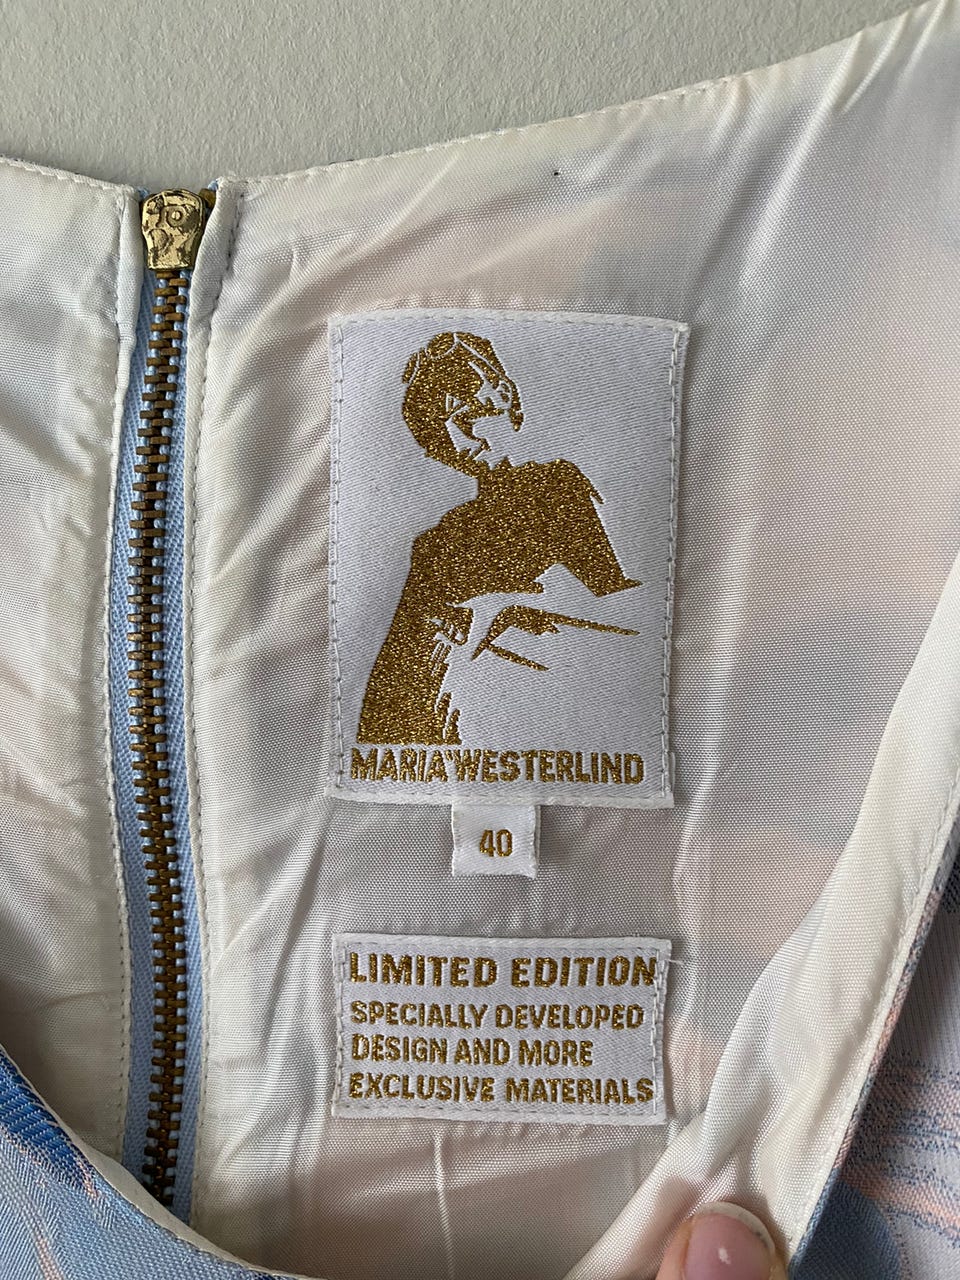 MARIA WESTERLIND
40
LIMITED EDITION
SPECIALLY DEVELOPED
DESIGN AND MORE
EXCLUSIVE MATERIALS